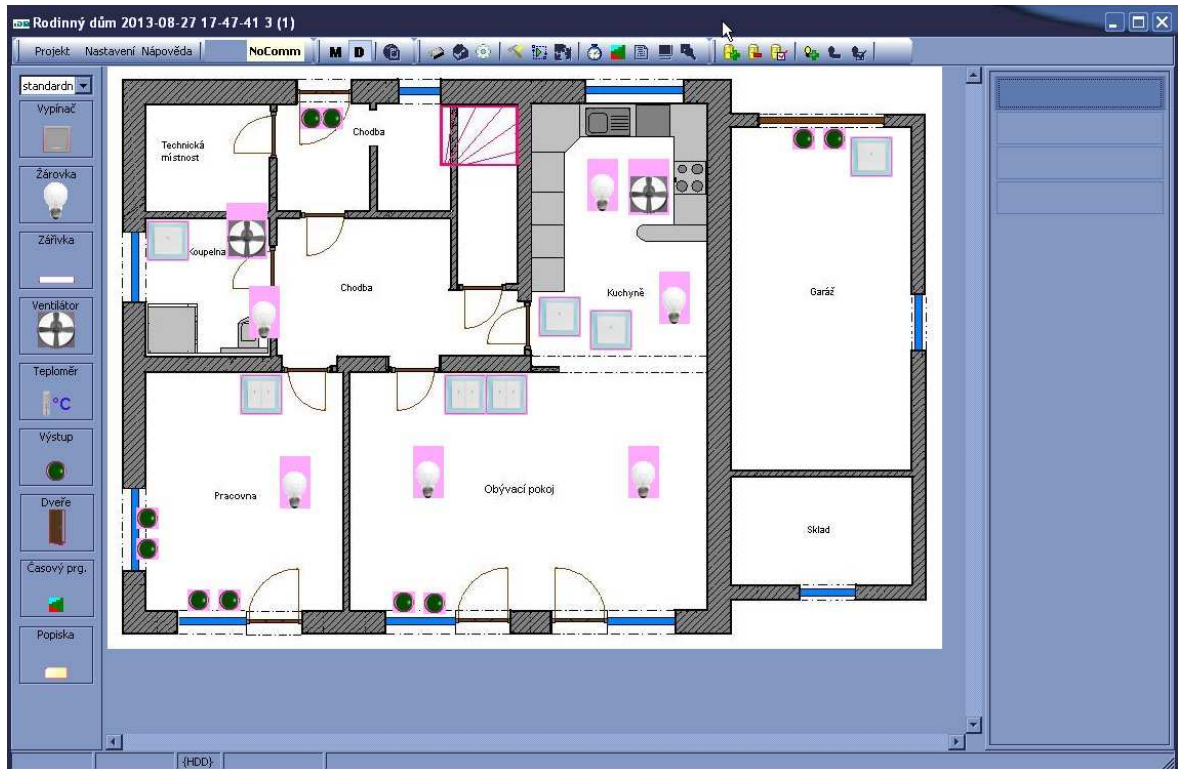 Rodinný dům 2013-08-27 17-47-41 3 (1)
Projekt Nastavení Nápověda NoComm M D
standardn
Vypínač
Žárovka
Zářivka
Ventilátor
Teploměr
°C
Výstup
Dveře
Časový prg.
Popiska
Technická
místnost
Chodba
Koupelna
Chodba
Kuchyně
Garáž
Pracovna
Obývací pokoj
Sklad
{HDD}